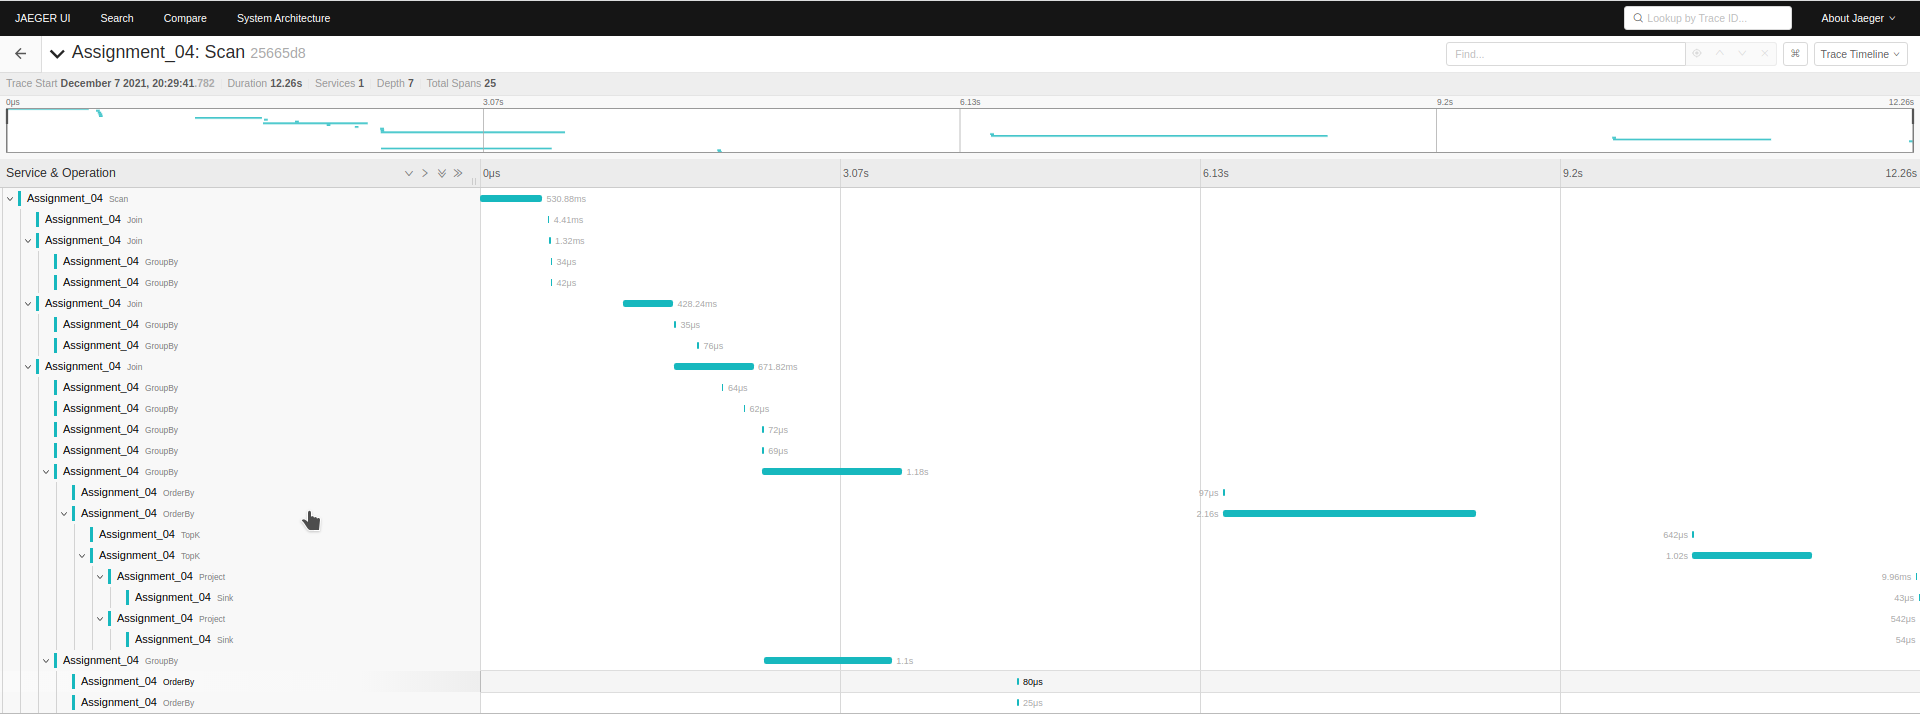 JAEGER UI Search Compare System Architecture Lookup by Trace ID... About Jaeger
Assignment_04: Scan 25665d8 Find... ⌘ Trace Timeline
Trace Start December 7 2021, 20:29:41.782 Duration 12.26s Services 1 Depth 7 Total Spans 25
0μs 3.07s 6.13s 9.2s 12.26s
Service & Operation 0μs 3.07s 6.13s 9.2s 12.26s
Assignment_04 Scan 530.88ms
Assignment_04 Join 4.41ms
Assignment_04 Join 1.32ms
Assignment_04 GroupBy 34μs
Assignment_04 GroupBy 42μs
Assignment_04 Join 428.24ms
Assignment_04 GroupBy 35μs
Assignment_04 GroupBy 76μs
Assignment_04 Join 671.82ms
Assignment_04 GroupBy 64μs
Assignment_04 GroupBy 62μs
Assignment_04 GroupBy 72μs
Assignment_04 GroupBy 69μs
Assignment_04 GroupBy 1.18s
Assignment_04 OrderBy 97μs
Assignment_04 OrderBy 2.16s
Assignment_04 TopK 642μs
Assignment_04 TopK 1.02s
Assignment_04 Project 9.96ms
Assignment_04 Sink 43μs
Assignment_04 Project 542μs
Assignment_04 Sink 54μs
Assignment_04 GroupBy 1.1s
Assignment_04 OrderBy 80μs
Assignment_04 OrderBy 25μs